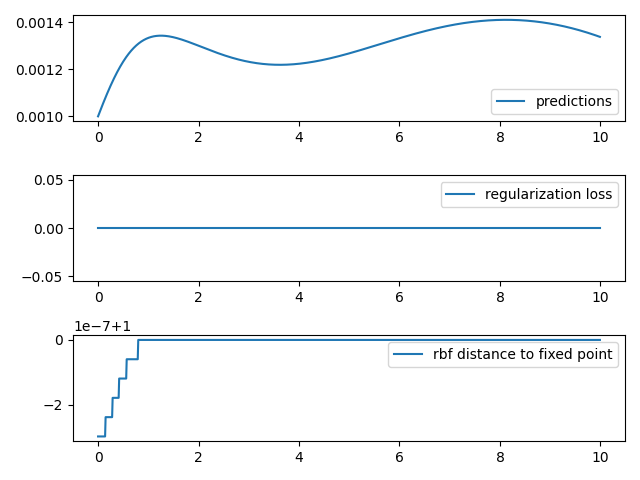 0.0014
0.0012
0.0010
predictions
0 2 4 6 8 10
0.05
0.00
−0.05
regularization loss
0 2 4 6 8 10
1e−7+1
0
−2
rbf distance to fixed point
0 2 4 6 8 10